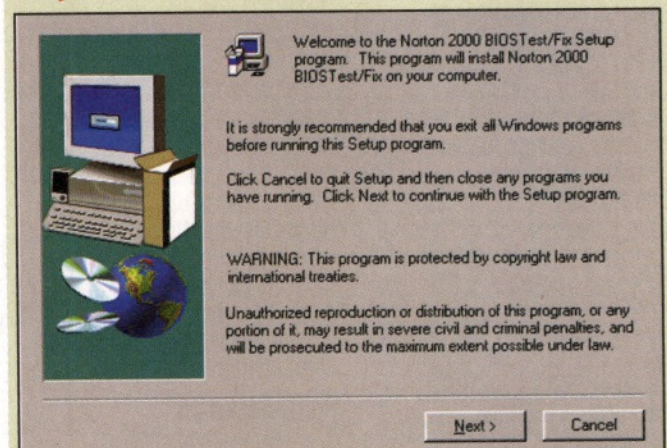 Welcome to the Norton 2000 BIOSTest/Fix Setup
program. This program will install Norton 2000
BIOSTest/Fix on your computer.
It is strongly recommended that you exit all Windows programs
before running this Setup program.
Click Cancel to quit Setup and then close any programs you
have running. Click Next to continue with the Setup program.
WARNING: This program is protected by copyright law and
international treaties.
Unauthorized reproduction or distribution of this program, or any
portion of it, may result in severe civil and criminal penalties, and
will be prosecuted to the maximum extent possible under law.
Next >
Cancel